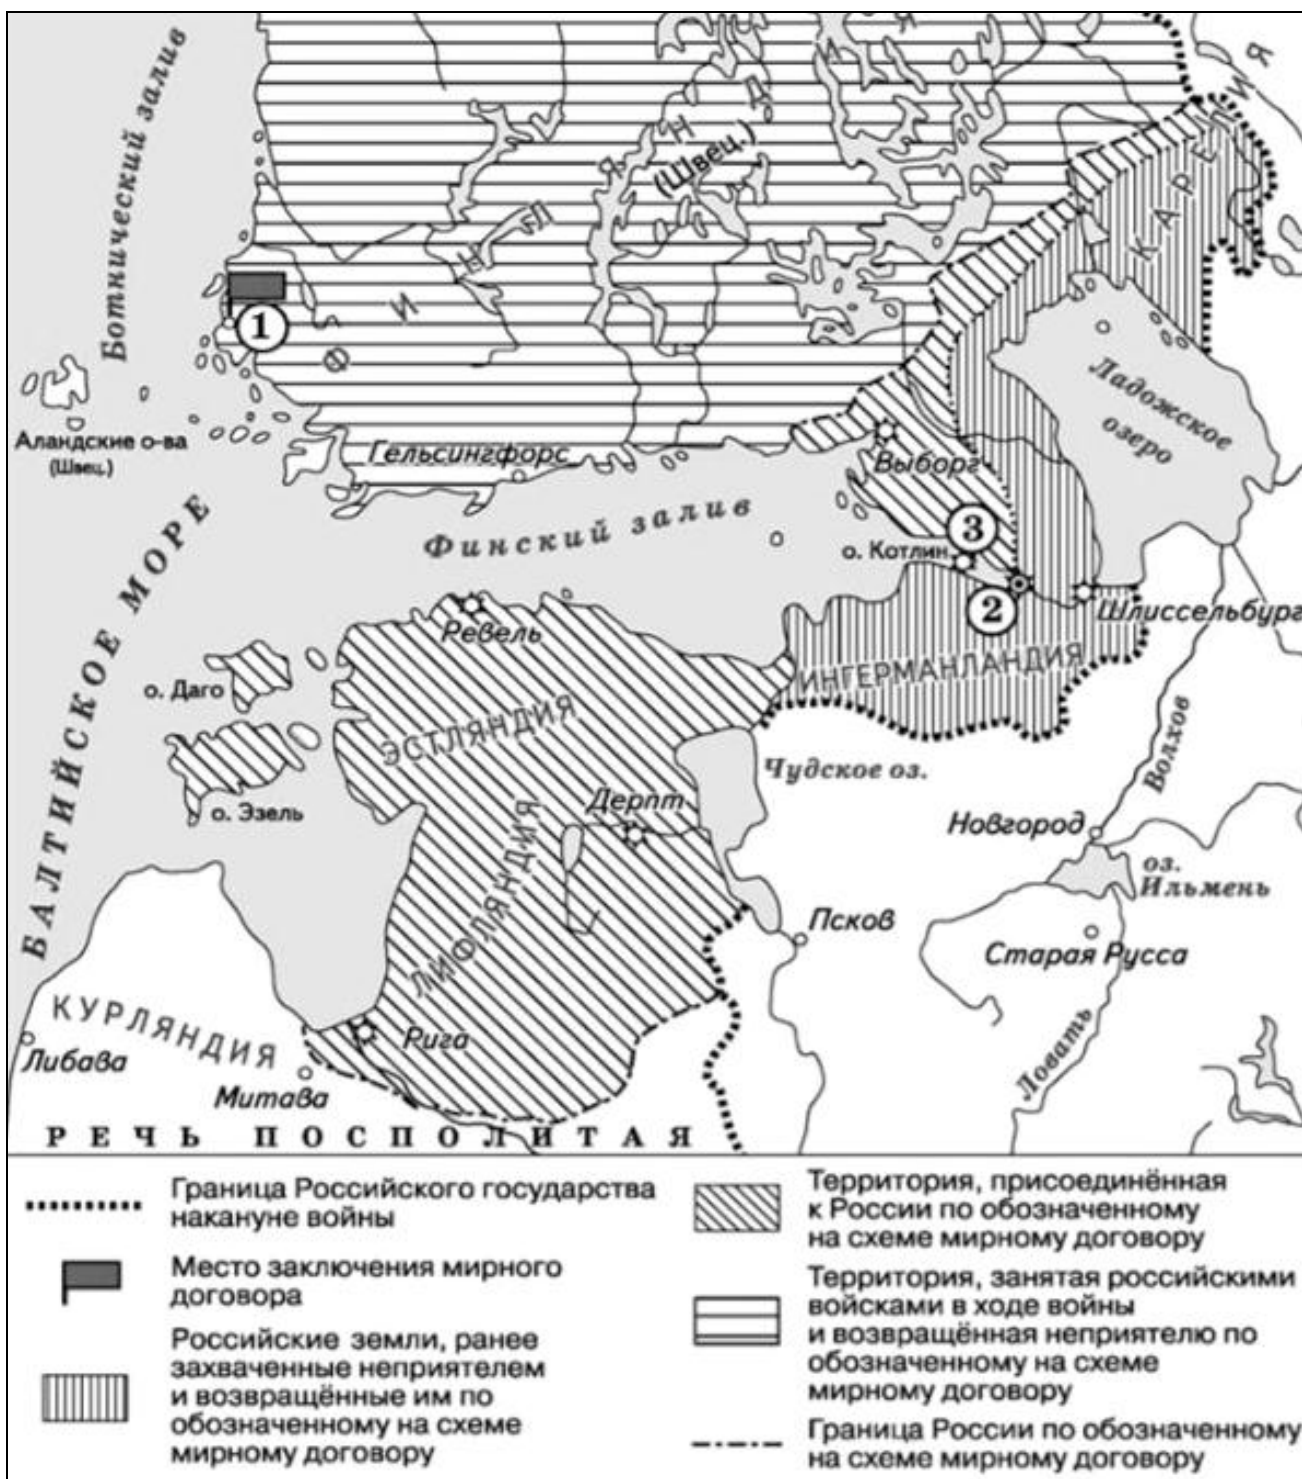 Ботнический залив
ФИНЛЯНДИЯ
(Швец.)
КАРЕЛИЯ
1
Ладожское
озеро
Аландские о-ва
(Швец.)
Гельсингфорс
Выборг
Финский залив
3
о. Котлин
2
Шлиссельбург
БАЛТИЙСКОЕ МОРЕ
Ревель
ИНГЕРМАНЛАНДИЯ
о. Даго
ЭСТЛЯНДИЯ
Чудское оз.
Волхов
о. Эзель
Дерпт
Новгород
оз.
Ильмень
ЛИФЛЯНДИЯ
Псков
Старая Русса
КУРЛЯНДИЯ
Рига
Либава
Митава
Ловать
РЕЧЬ ПОСПОЛИТАЯ
Граница Российского государства
накануне войны
Место заключения мирного
договора
Российские земли, ранее
захваченные неприятелем
и возвращённые им по
обозначенному на схеме
мирному договору
Территория, присоединённая
к России по обозначенному
на схеме мирному договору
Территория, занятая российскими
войсками в ходе войны
и возвращённая неприятелю по
обозначенному на схеме
мирному договору
Граница России по обозначенному
на схеме мирному договору